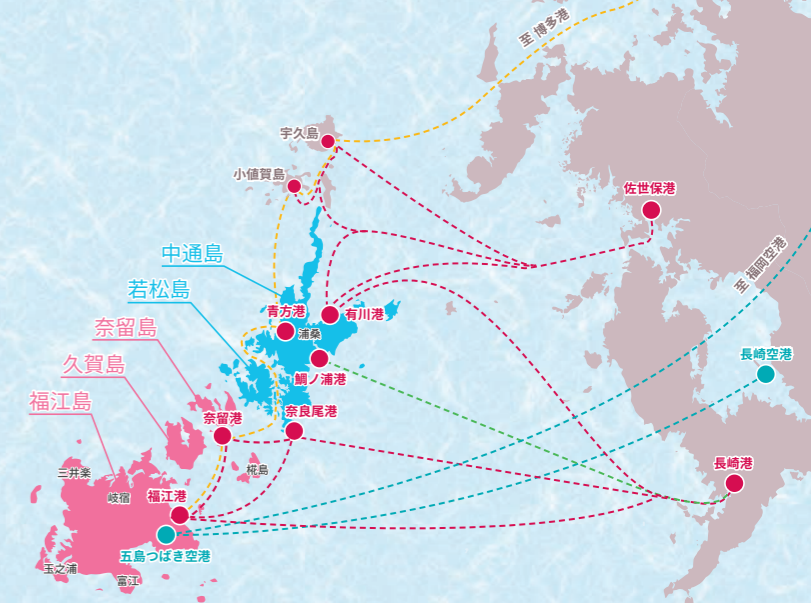 至 博多港
宇久島
小値賀島
佐世保港
中通島
至 福岡空港
若松島
青方港
有川港
奈留島
浦桑
長崎空港
久賀島
鯛ノ浦港
福江島
奈留港
奈良尾港
長崎港
三井楽
椛島
岐宿
福江港
五島つばき空港
玉之浦
富江